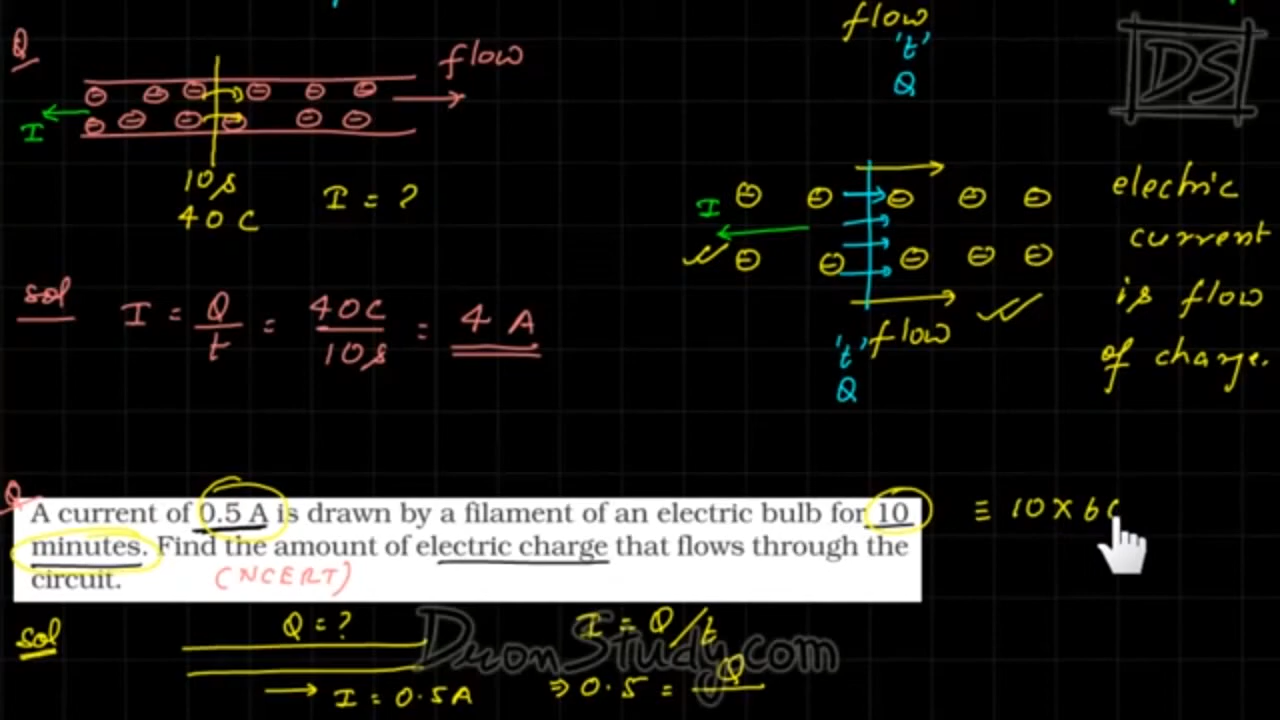 Q
flow
I
10s
40C
I = ?
sol
I = Q/t = 40C/10s = 4 A
flow
't'
Q
DS
I
flow
't'
Q
electric
current
is flow
of charge.
Q
A current of 0.5 A is drawn by a filament of an electric bulb for 10
minutes. Find the amount of electric charge that flows through the
circuit.
(NCERT)
≡ 10 × 60
sol
Q = ?
→ I = 0.5A
I = Q/t
⇒ 0.5 = Q
DronStudy.com